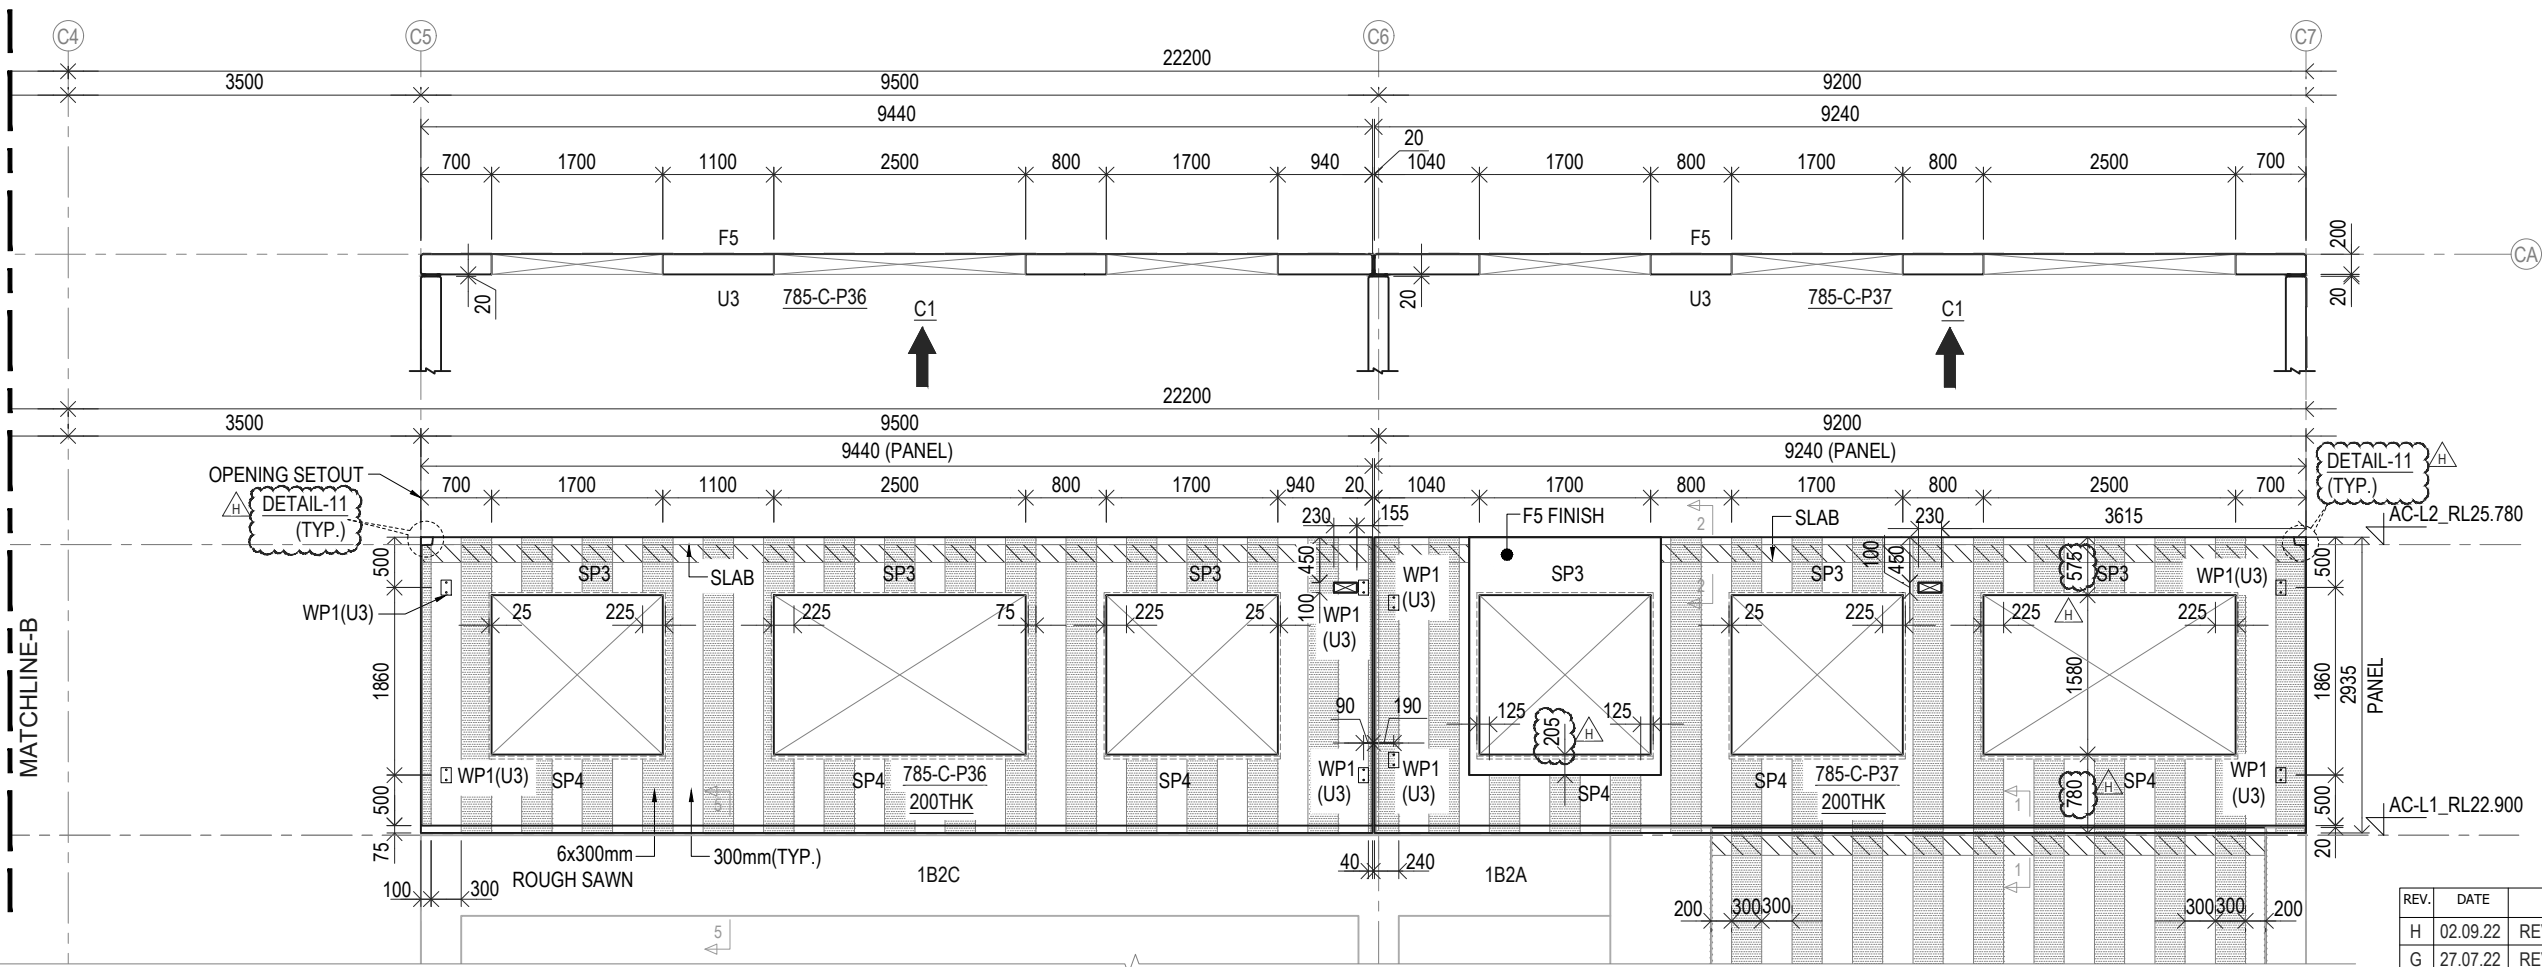 C4
C5
C6
C7
22200
3500
9500
9200
9440
9240
20
700
1700
1100
2500
800
1700
940
1040
1700
800
1700
800
2500
700
F5
F5
200
CA
20
U3
785-C-P36
20
U3
785-C-P37
20
C1
C1
22200
3500
9500
9200
9440 (PANEL)
9240 (PANEL)
OPENING SETOUT
700
1700
1100
2500
800
1700
940
20
1040
1700
800
1700
800
2500
700
H
DETAIL-11
(TYP.)
DETAIL-11
(TYP.)
H
230
155
F5 FINISH
2
SLAB
230
3615
AC-L2_RL25.780
500
SP3
SLAB
SP3
SP3
450
WP1
(U3)
SP3
2
SP3
100
450
575
SP3
WP1(U3)
500
WP1(U3)
25
225
225
75
225
25
100
WP1
(U3)
25
225
225
H
225
MATCHLINE-B
1860
1580
1860
2935
PANEL
90
190
125
205
H
125
WP1(U3)
SP4
SP4
785-C-P36
200THK
SP4
WP1
(U3)
WP1
(U3)
SP4
SP4
785-C-P37
200THK
780
H
SP4
WP1
(U3)
500
5
1
500
AC-L1_RL22.900
75
20
6x300mm
ROUGH SAWN
300mm(TYP.)
1B2C
40
240
1B2A
1
100
300
200
300
300
300
300
200
5
REV.
DATE
H
02.09.22
RE
G
27.07.22
RE